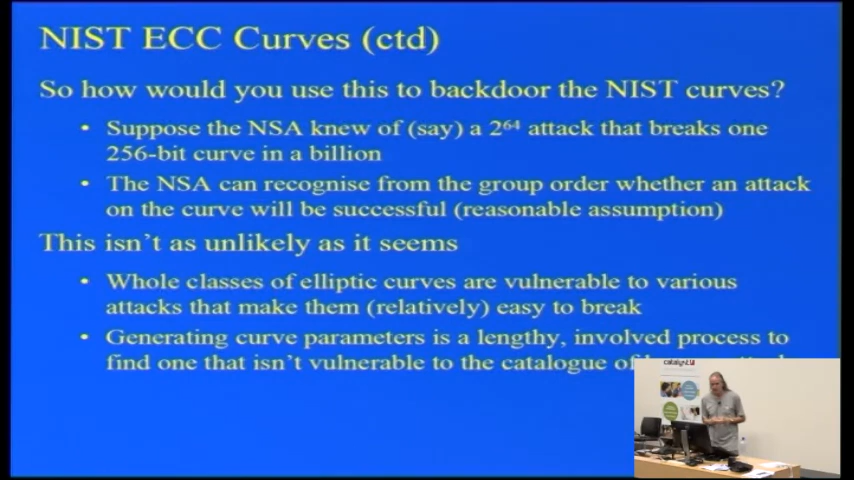 NIST ECC Curves (ctd)
So how would you use this to backdoor the NIST curves?
• Suppose the NSA knew of (say) a 2⁶⁴ attack that breaks one
256-bit curve in a billion
• The NSA can recognise from the group order whether an attack
on the curve will be successful (reasonable assumption)
This isn't as unlikely as it seems
• Whole classes of elliptic curves are vulnerable to various
attacks that make them (relatively) easy to break
• Generating curve parameters is a lengthy, involved process to
find one that isn't vulnerable to the catalogue of